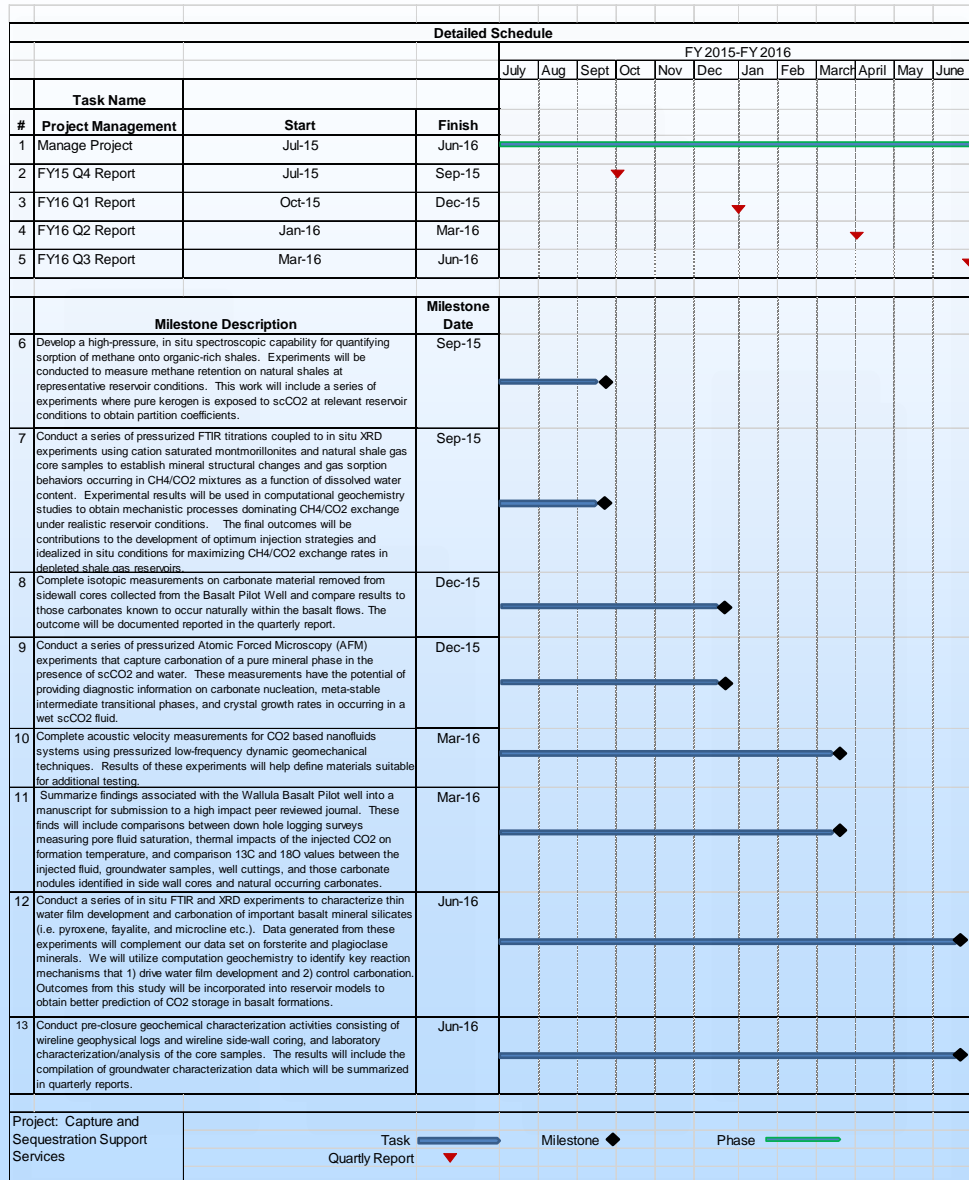 Detailed Schedule
FY 2015-FY 2016
July Aug Sept Oct Nov Dec Jan Feb March April May June
Task Name
# Project Management Start Finish
1 Manage Project Jul-15 Jun-16
2 FY15 Q4 Report Jul-15 Sep-15
3 FY16 Q1 Report Oct-15 Dec-15
4 FY16 Q2 Report Jan-16 Mar-16
5 FY16 Q3 Report Mar-16 Jun-16
Milestone Description
Milestone
Date
6 Develop a high-pressure, in situ spectroscopic capability for quantifying Sep-15
sorption of methane onto organic-rich shales. Experiments will be
conducted to measure methane retention on natural shales at
representative reservoir conditions. This work will include a series of
experiments where pure kerogen is exposed to scCO2 at relevant reservoir
conditions to obtain partition coefficients.
7 Conduct a series of pressurized FTIR titrations coupled to in situ XRD Sep-15
experiments using cation saturated montmorillonites and natural shale gas
core samples to establish mineral structural changes and gas sorption
behaviors occurring in CH4/CO2 mixtures as a function of dissolved water
content. Experimental results will be used in computational geochemistry
studies to obtain mechanistic processes dominating CH4/CO2 exchange
under realistic reservoir conditions. The final outcomes will be
contributions to the development of optimum injection strategies and
idealized in situ conditions for maximizing CH4/CO2 exchange rates in
depleted shale gas reservoirs.
8 Complete isotopic measurements on carbonate material removed from Dec-15
sidewall cores collected from the Basalt Pilot Well and compare results to
those carbonates known to occur naturally within the basalt flows. The
outcome will be documented reported in the quarterly report.
9 Conduct a series of pressurized Atomic Forced Microscopy (AFM) Dec-15
experiments that capture carbonation of a pure mineral phase in the
presence of scCO2 and water. These measurements have the potential of
providing diagnostic information on carbonate nucleation, meta-stable
intermediate transitional phases, and crystal growth rates in occurring in a
wet scCO2 fluid.
10 Complete acoustic velocity measurements for CO2 based nanofluids Mar-16
systems using pressurized low-frequency dynamic geomechanical
techniques. Results of these experiments will help define materials suitable
for additional testing.
11 Summarize findings associated with the Wallula Basalt Pilot well into a Mar-16
manuscript for submission to a high impact peer reviewed journal. These
finds will include comparisons between down hole logging surveys
measuring pore fluid saturation, thermal impacts of the injected CO2 on
formation temperature, and comparison 13C and 18O values between the
injected fluid, groundwater samples, well cuttings, and those carbonate
nodules identified in side wall cores and natural occurring carbonates.
12 Conduct a series of in situ FTIR and XRD experiments to characterize thin Jun-16
water film development and carbonation of important basalt mineral silicates
(i.e. pyroxene, fayalite, and microcline etc.). Data generated from these
experiments will complement our data set on forsterite and plagioclase
minerals. We will utilize computation geochemistry to identify key reaction
mechanisms that 1) drive water film development and 2) control carbonation.
Outcomes from this study will be incorporated into reservoir models to
obtain better prediction of CO2 storage in basalt formations.
13 Conduct pre-closure geochemical characterization activities consisting of Jun-16
wireline geophysical logs and wireline side-wall coring, and laboratory
characterization/analysis of the core samples. The results will include the
compilation of groundwater characterization data which will be summarized
in quarterly reports.
Project: Capture and
Sequestration Support
Services
Task Milestone Phase
Quartly Report